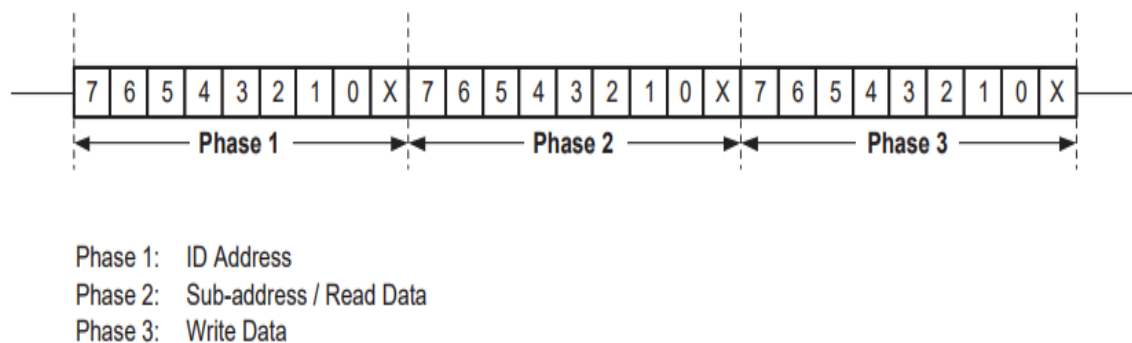 7 6 5 4 3 2 1 0 X 7 6 5 4 3 2 1 0 X 7 6 5 4 3 2 1 0 X
Phase 1 Phase 2 Phase 3
Phase 1: ID Address
Phase 2: Sub-address / Read Data
Phase 3: Write Data